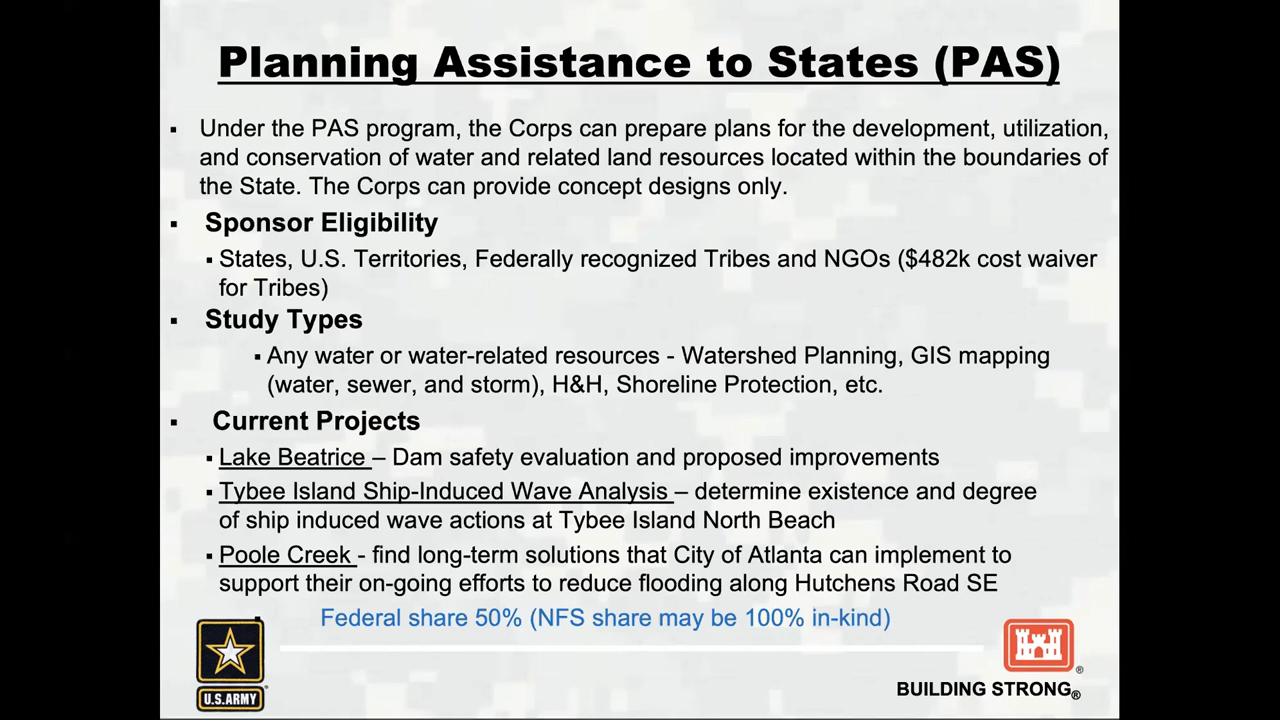 Planning Assistance to States (PAS)
▪ Under the PAS program, the Corps can prepare plans for the development, utilization,
and conservation of water and related land resources located within the boundaries of
the State. The Corps can provide concept designs only.
▪ Sponsor Eligibility
▪ States, U.S. Territories, Federally recognized Tribes and NGOs ($482k cost waiver
for Tribes)
▪ Study Types
▪ Any water or water-related resources - Watershed Planning, GIS mapping
(water, sewer, and storm), H&H, Shoreline Protection, etc.
▪ Current Projects
▪ Lake Beatrice – Dam safety evaluation and proposed improvements
▪ Tybee Island Ship-Induced Wave Analysis – determine existence and degree
of ship induced wave actions at Tybee Island North Beach
▪ Poole Creek - find long-term solutions that City of Atlanta can implement to
support their on-going efforts to reduce flooding along Hutchens Road SE
Federal share 50% (NFS share may be 100% in-kind)
U.S.ARMY
®
BUILDING STRONG®